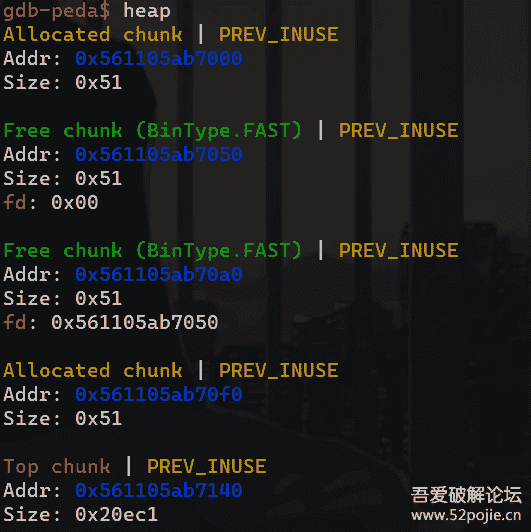 gdb-peda$ heap
Allocated chunk | PREV_INUSE
Addr: 0x561105ab7000
Size: 0x51
Free chunk (BinType.FAST) | PREV_INUSE
Addr: 0x561105ab7050
Size: 0x51
fd: 0x00
Free chunk (BinType.FAST) | PREV_INUSE
Addr: 0x561105ab70a0
Size: 0x51
fd: 0x561105ab7050
Allocated chunk | PREV_INUSE
Addr: 0x561105ab70f0
Size: 0x51
Top chunk | PREV_INUSE
Addr: 0x561105ab7140
Size: 0x20ec1
吾爱破解论坛
www.52pojie.cn